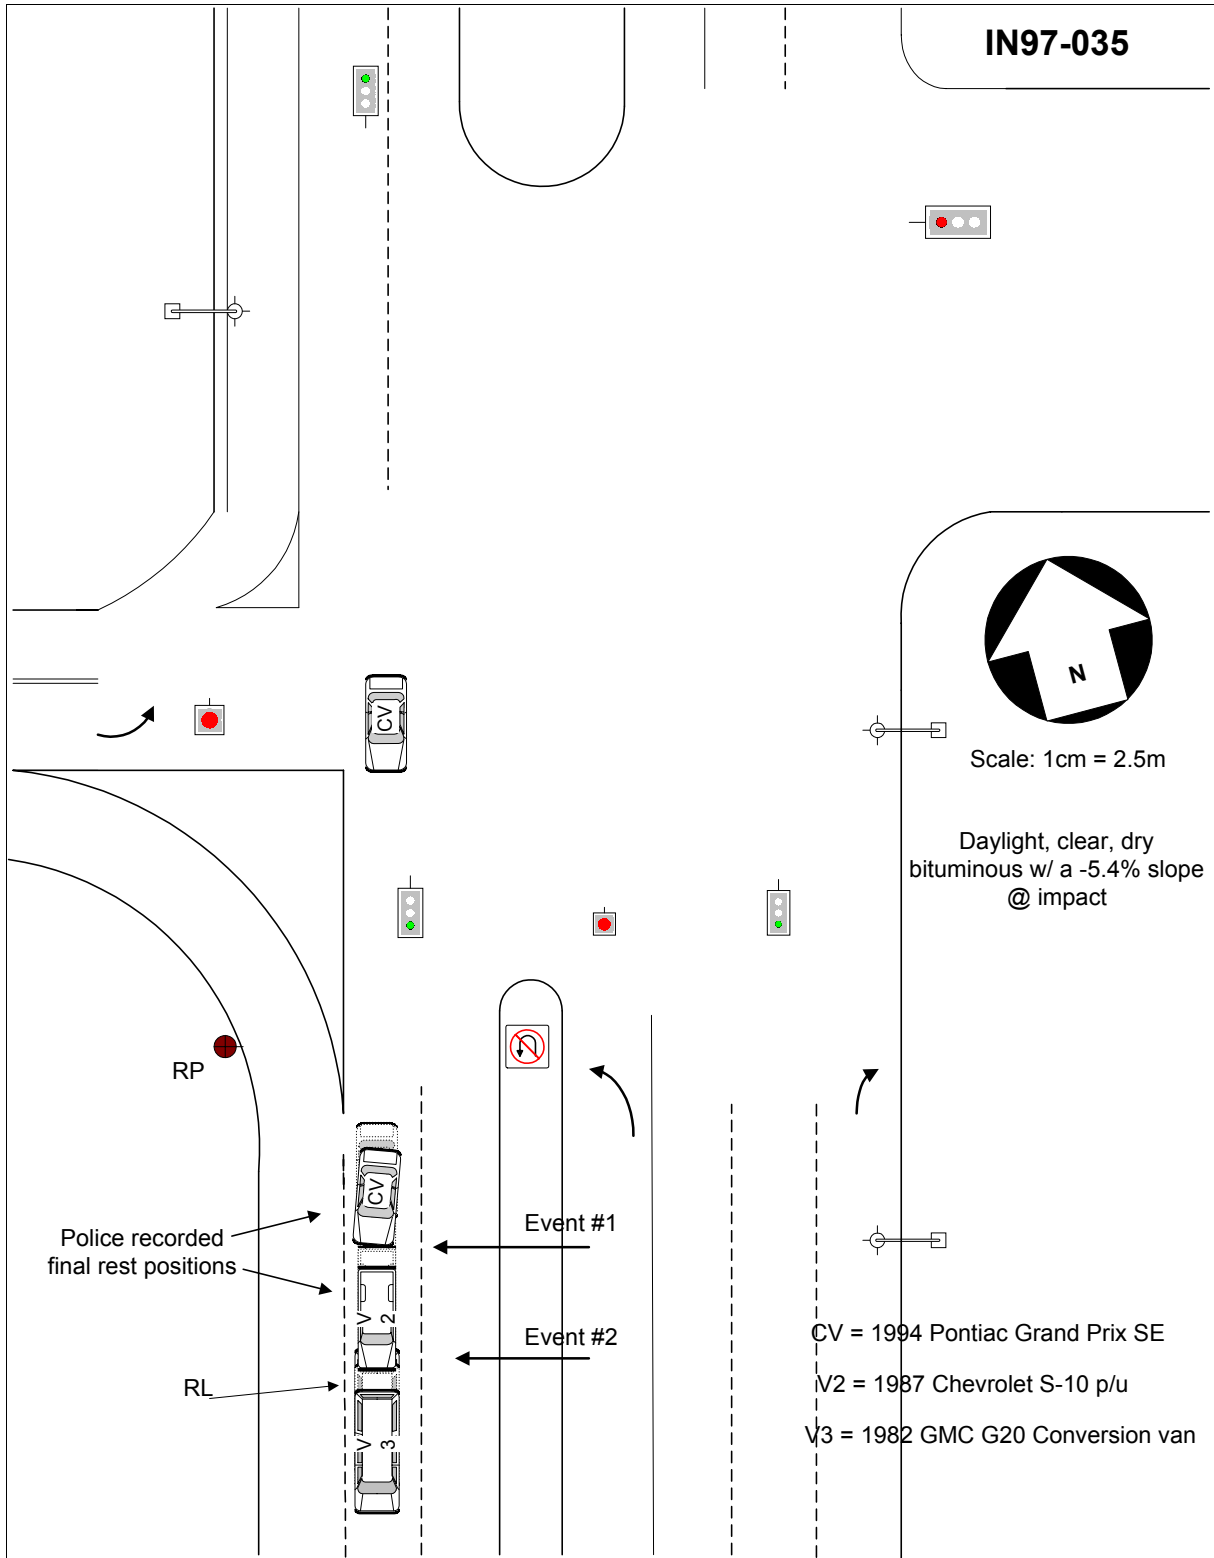 IN97-035
N
CV
Scale: 1cm = 2.5m
Daylight, clear, dry
bituminous w/ a -5.4% slope
@ impact
RP
CV
Police recorded
final rest positions
Event #1
V 2
Event #2
RL
V 3
CV = 1994 Pontiac Grand Prix SE
V2 = 1987 Chevrolet S-10 p/u
V3 = 1982 GMC G20 Conversion van